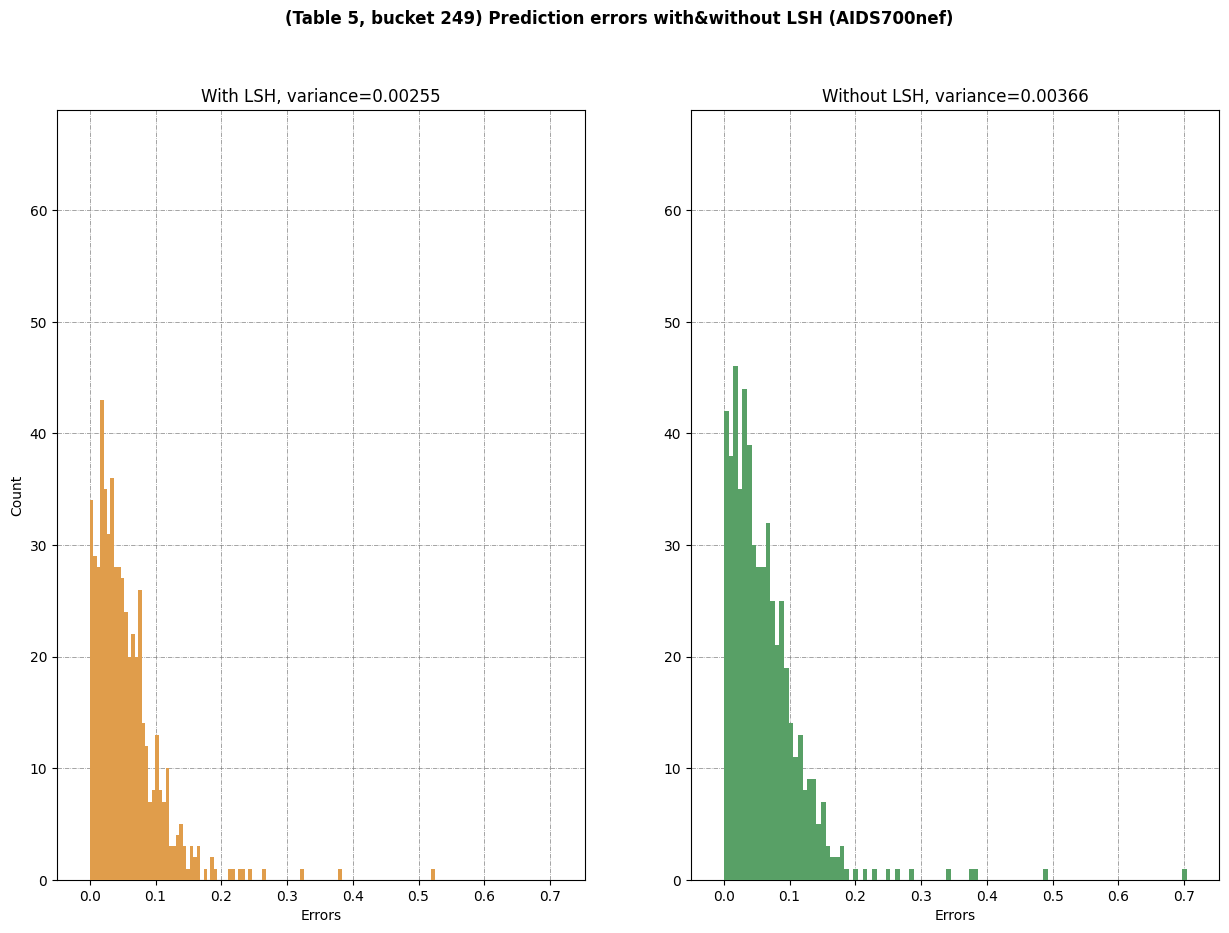 (Table 5, bucket 249) Prediction errors with&without LSH (AIDS700nef)
With LSH, variance=0.00255
Count
60
50
40
30
20
10
0
0.0 0.1 0.2 0.3 0.4 0.5 0.6 0.7
Errors
Without LSH, variance=0.00366
60
50
40
30
20
10
0
0.0 0.1 0.2 0.3 0.4 0.5 0.6 0.7
Errors